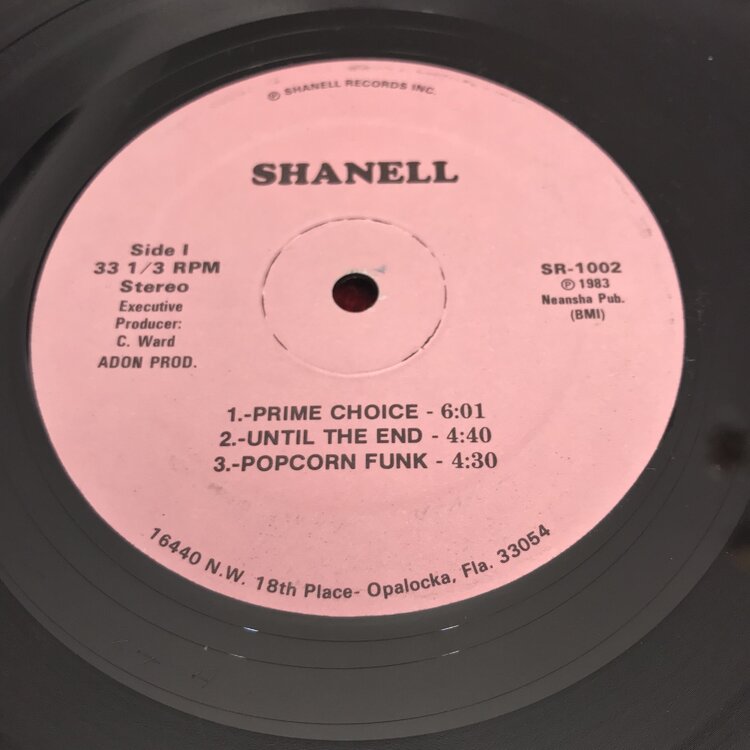 ℗ SHANELL RECORDS INC.
SHANELL
Side I
33 1/3 RPM
Stereo
Executive
Producer:
C. Ward
ADON PROD.
SR-1002
℗ 1983
Neansha Pub.
(BMI)
1.-PRIME CHOICE - 6:01
2.-UNTIL THE END - 4:40
3.-POPCORN FUNK - 4:30
16440 N.W. 18th Place- Opalocka, Fla. 33054